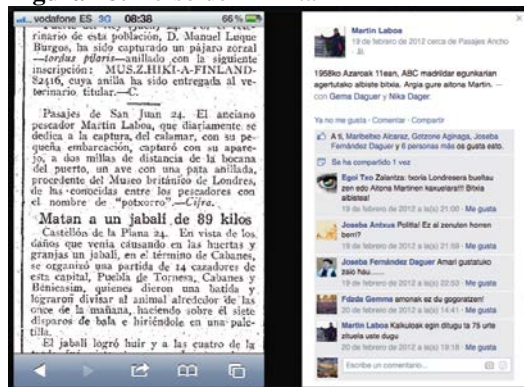 vodafone ES 3G 08:38 66 %
rinario de esta población, D. Manuel Luque
Burgos, ha sido capturado un pájaro zorzal
—tordus pilaris—anillado con la siguiente
inscripción: MUS.Z.HIKI-A-FINLAND-
S2416, cuya anilla ha sido entregada al ve-
terinario titular.—C.
Pasajes de San Juan 24. El anciano
pescador Martín Laboa, que diariamente se
dedica a la captura del calamar, con su pe-
queña embarcación, capturó con su apare-
jo, a dos millas de distancia de la bocana
del puerto, un ave con una pata anillada,
procedente del Museo británico de Londres,
de las conocidas entre los pescadores con
el nombre de "potxorro".—Cifra.
Matan a un jabalí de 89 kilos
Castellón de la Plana 24. En vista de los
daños que venía causando en las huertas y
granjas un jabalí, en el término de Cabanes,
se organizó una partida de 14 cazadores de
esta capital, Puebla de Tornesa, Cabanes y
Bénicasim, quienes dieron una batida y
lograron divisar al animal alrededor de las
once de la mañana, haciendo sobre él siete
disparos de bala e hiriéndole en una pale-
tilla.
El jabalí logró huir y a las cuatro de la
Martin Laboa
19 de febrero de 2012 cerca de Pasajes Ancho
1958ko Azaroak 11ean, ABC madrildar egunkarian
agertutako albiste bitxia. Argia gure aitona Martin. —
con Gema Daguer y Nika Dager.
Ya no me gusta · Comentar · Compartir
A ti, Maribeltxo Alcaraz, Gotzone Aginaga, Joseba
Fernández Daguer y 6 personas más os gusta esto.
Se ha compartido 1 vez
Egoi Txo Zalantza: txoria Londresera bueltau
zen edo Aitona Martinen kaxuelara!!! Bitxia
albistea!
19 de febrero de 2012 a la(s) 21:00 · Me gusta
Joseba Antxus Polita! Ez al zenuten horren
berri?
19 de febrero de 2012 a la(s) 21:59 · Me gusta
Joseba Fernández Daguer Amari gustatuko
zaio hau......
19 de febrero de 2012 a la(s) 22:53 · Me gusta
Fdada Gemma amonak ez du gogoratzen!
20 de febrero de 2012 a la(s) 14:41 · Me gusta
Martin Laboa Kalkuloak egin ditugu ta 75 urte
zituela uste dugu
20 de febrero de 2012 a la(s) 19:18 · Me gusta
Escribe un comentario...